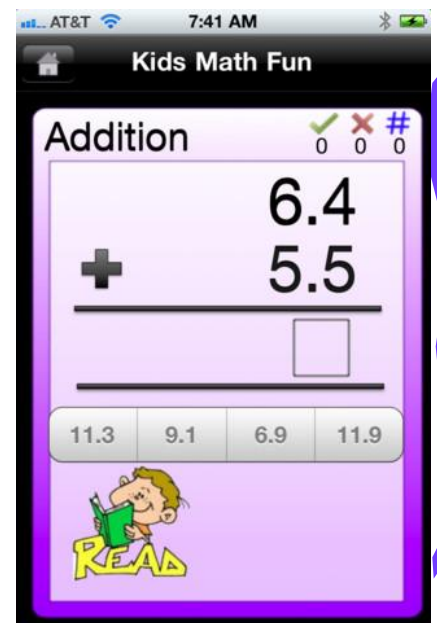 AT&T 7:41 AM
Kids Math Fun
Addition
0 0 #0
6.4
+ 5.5
11.3 9.1 6.9 11.9
READ